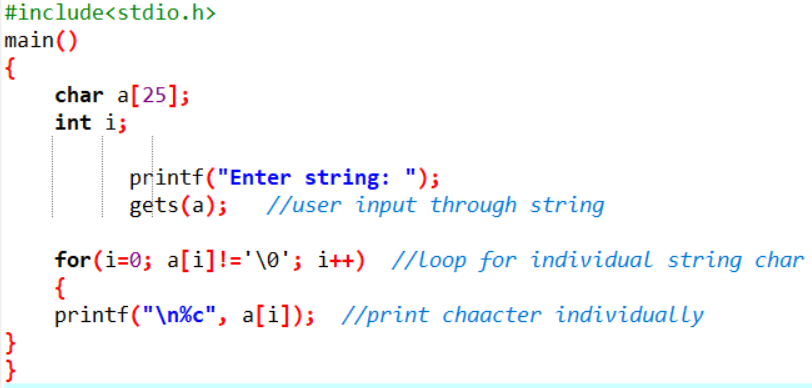 #include<stdio.h>
main()
{
char a[25];
int i;
printf("Enter string: ");
gets(a); //user input through string
for(i=0; a[i]!='\0'; i++) //loop for individual string char
{
printf("\n%c", a[i]); //print chaacter individually
}
}